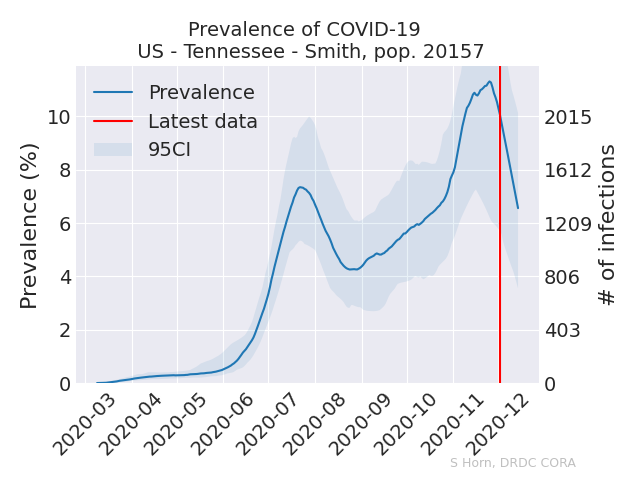 Prevalence of COVID-19
US - Tennessee - Smith, pop. 20157
Prevalence
Latest data
95CI
Prevalence (%)
10
8
6
4
2
0
2015
1612
1209
806
403
0
# of infections
2020-03
2020-04
2020-05
2020-06
2020-07
2020-08
2020-09
2020-10
2020-11
2020-12
S Horn, DRDC CORA